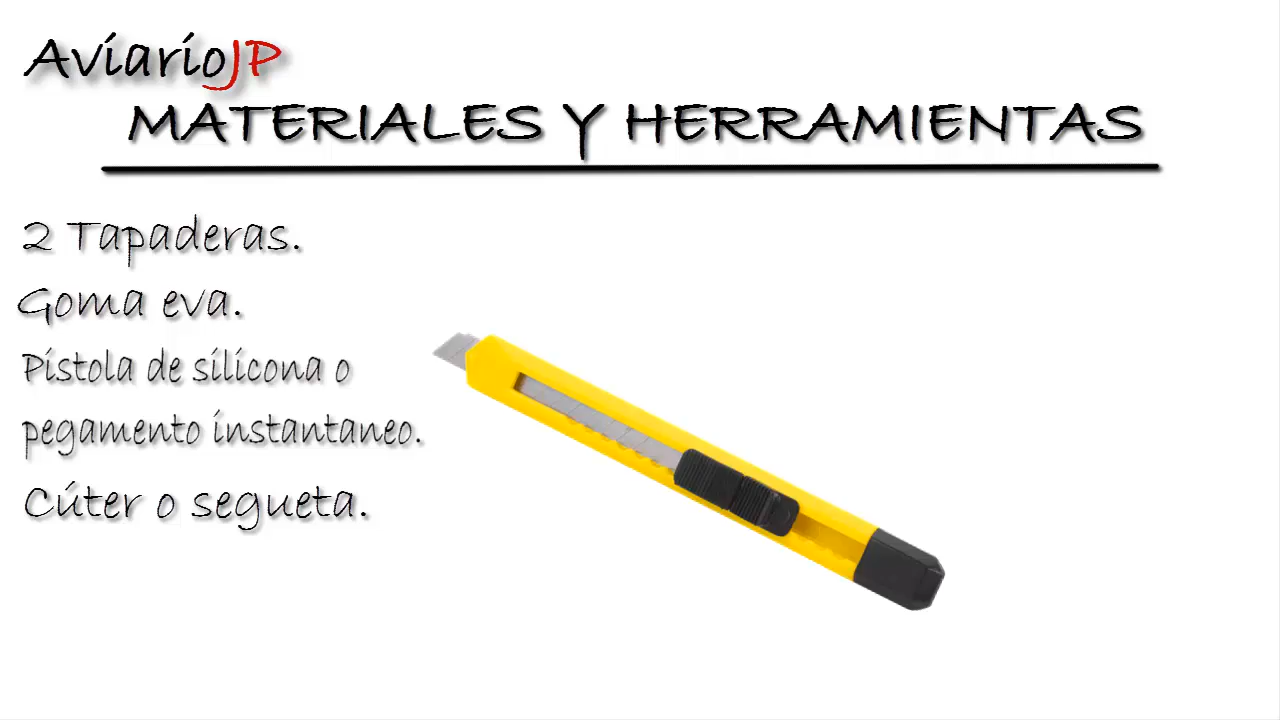 AviarioJP
MATERIALES Y HERRAMIENTAS
2 Tapaderas.
Goma eva.
Pistola de silicona o
pegamento instantaneo.
Cúter o segueta.